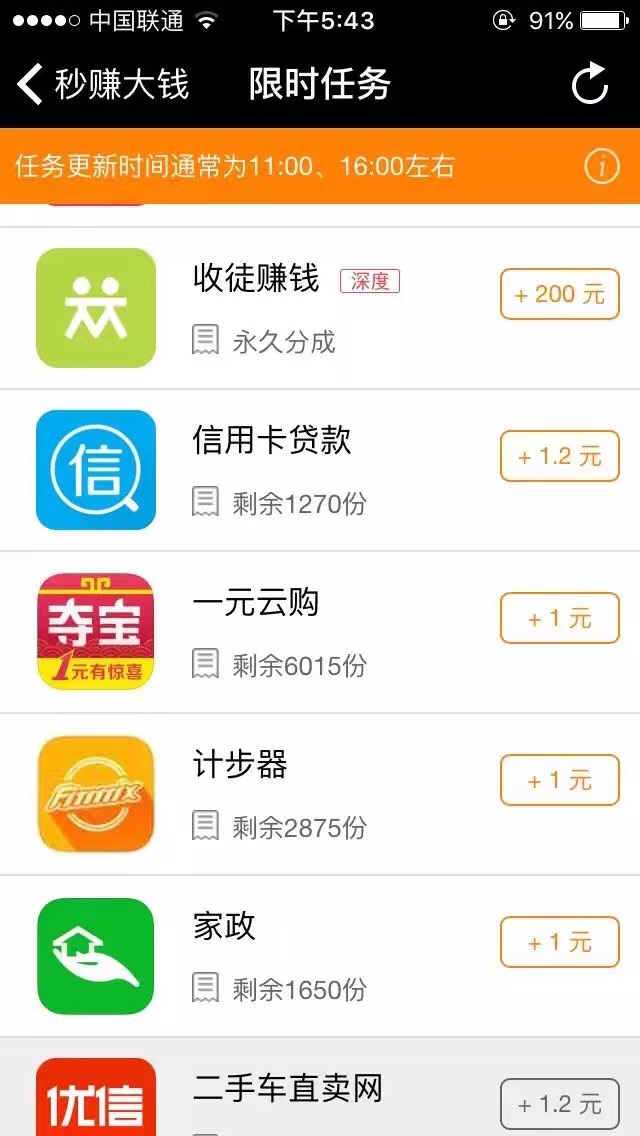 中国联通 下午5:43 91%
秒赚大钱 限时任务
任务更新时间通常为11:00、16:00左右
收徒赚钱 深度
+ 200 元
永久分成
信用卡贷款
信
+ 1.2 元
剩余1270份
一元云购
夺宝
1元有惊喜
+ 1 元
剩余6015份
计步器
+ 1 元
剩余2875份
家政
+ 1 元
剩余1650份
二手车直卖网
优信
+ 1.2 元